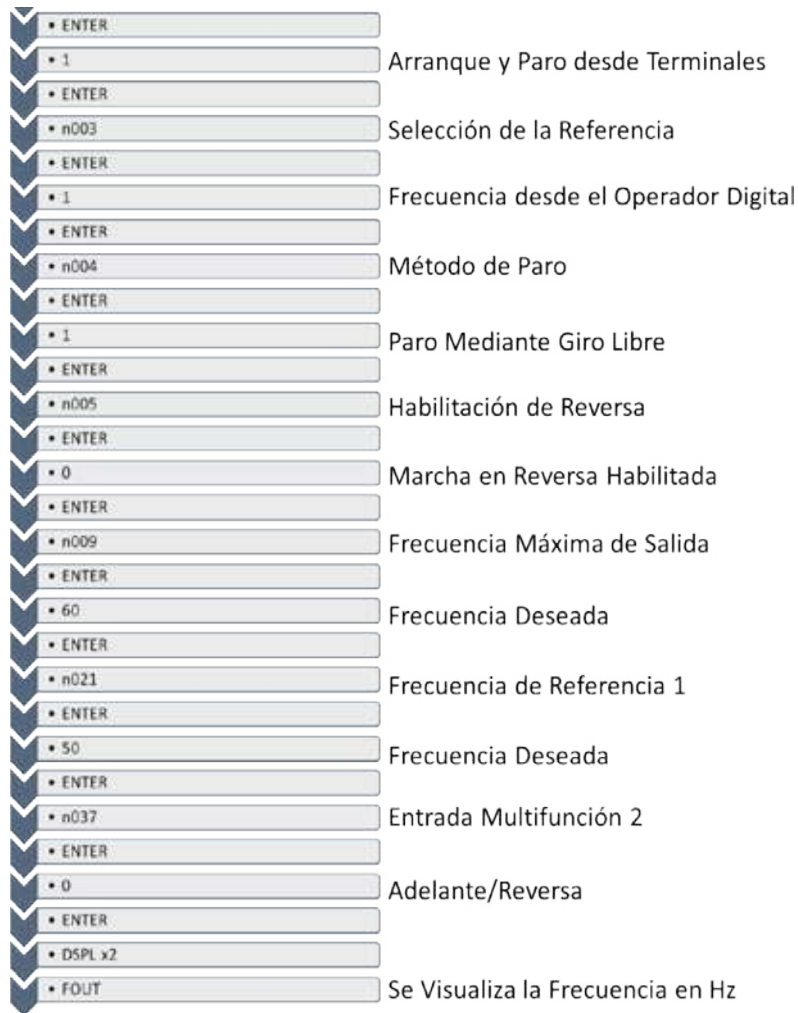 • ENTER
• 1 Arranque y Paro desde Terminales
• ENTER
• n003 Selección de la Referencia
• ENTER
• 1 Frecuencia desde el Operador Digital
• ENTER
• n004 Método de Paro
• ENTER
• 1 Paro Mediante Giro Libre
• ENTER
• n005 Habilitación de Reversa
• ENTER
• 0 Marcha en Reversa Habilitada
• ENTER
• n009 Frecuencia Máxima de Salida
• ENTER
• 60 Frecuencia Deseada
• ENTER
• n021 Frecuencia de Referencia 1
• ENTER
• 50 Frecuencia Deseada
• ENTER
• n037 Entrada Multifunción 2
• ENTER
• 0 Adelante/Reversa
• ENTER
• DSPL x2
• FOUT Se Visualiza la Frecuencia en Hz